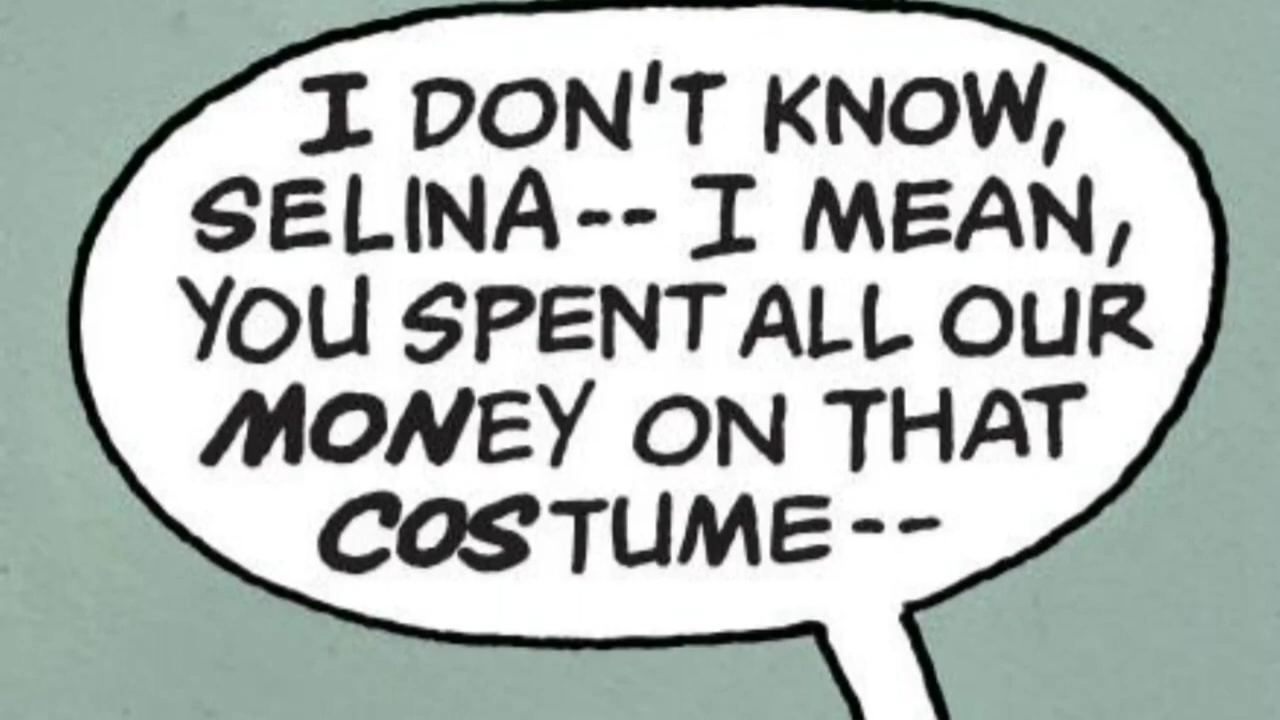 I DON'T KNOW,
SELINA-- I MEAN,
YOU SPENT ALL OUR
MONEY ON THAT
COSTUME--